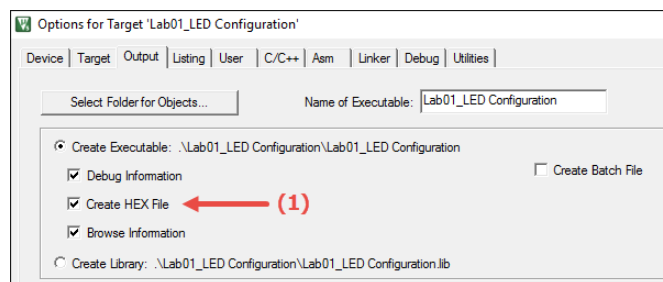 Options for Target 'Lab01_LED Configuration'
Device Target Output Listing User C/C++ Asm Linker Debug Utilities
Select Folder for Objects... Name of Executable: Lab01_LED Configuration
Create Executable: .\Lab01_LED Configuration\Lab01_LED Configuration
Debug Information Create Batch File
Create HEX File (1)
Browse Information
Create Library: .\Lab01_LED Configuration\Lab01_LED Configuration.lib